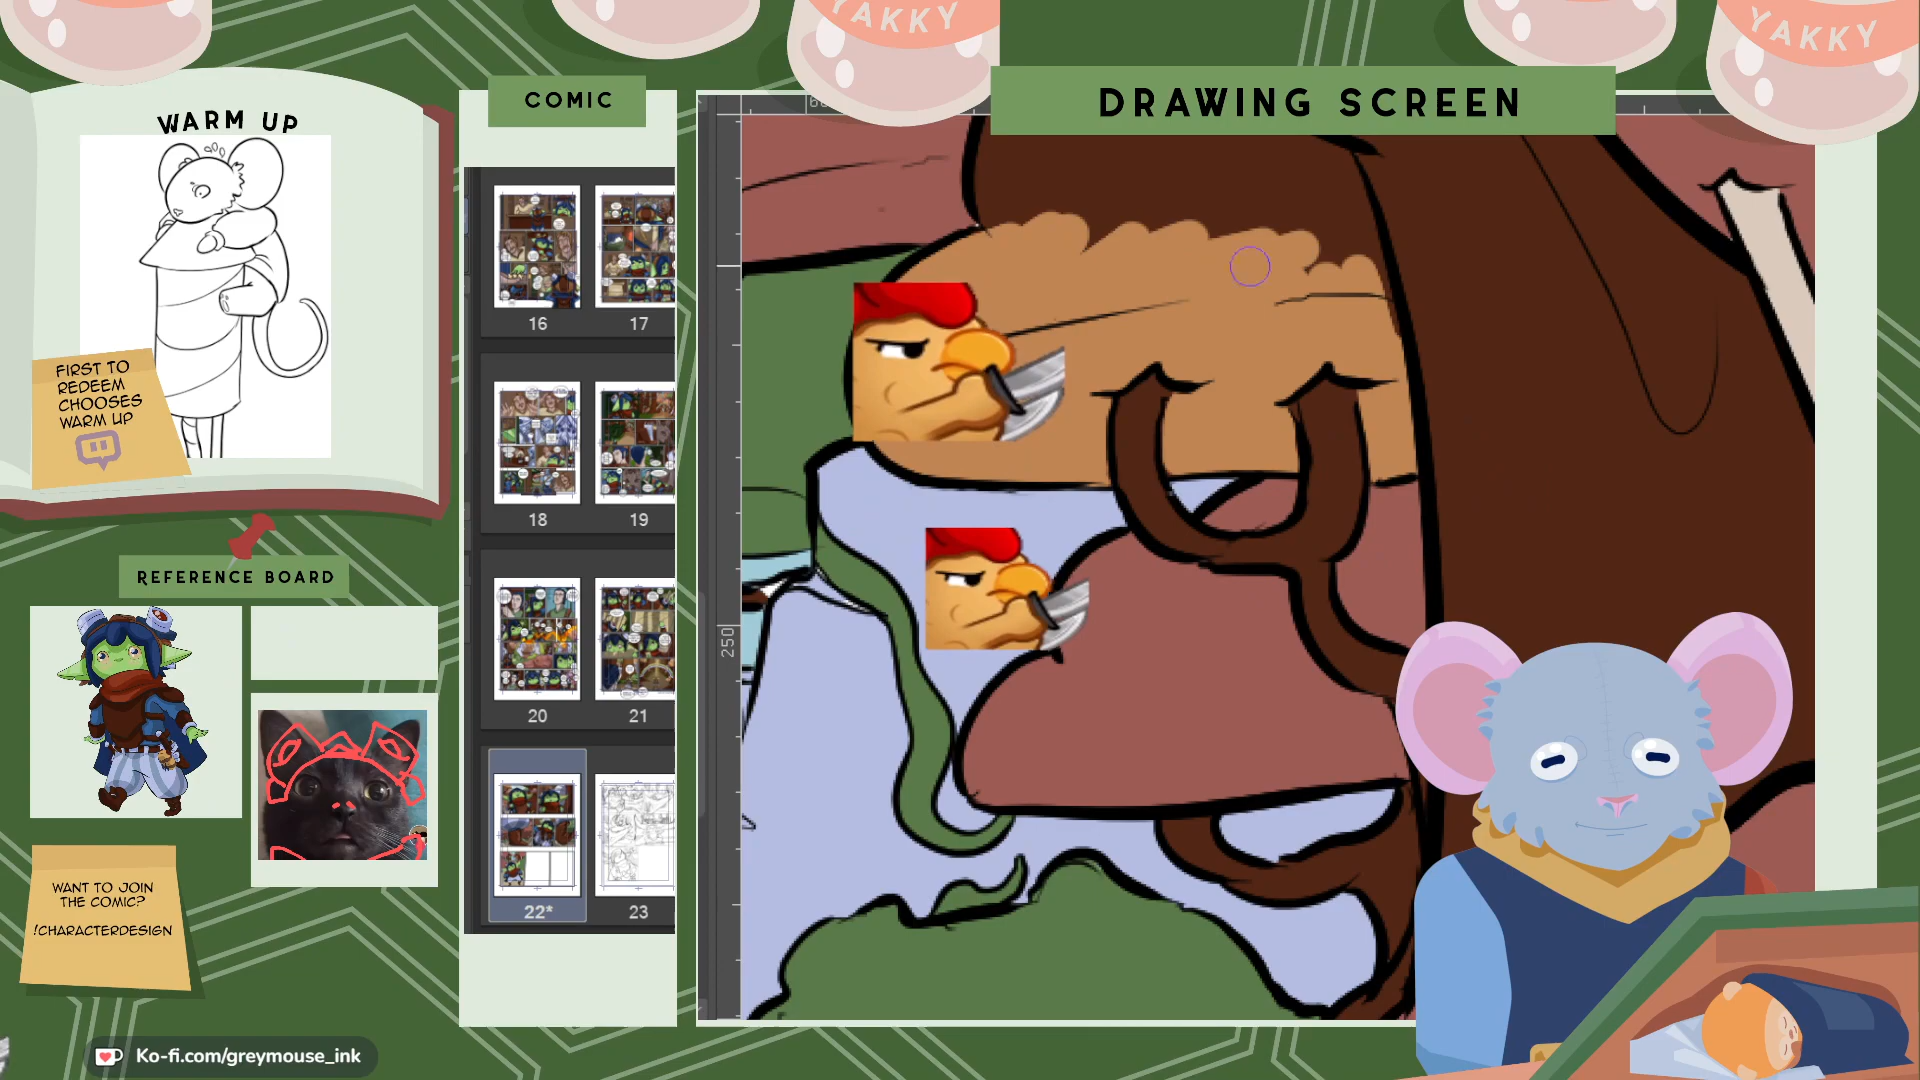 YAKKY
YAKKY
WARM UP
COMIC
DRAWING SCREEN
FIRST TO
REDEEM
CHOOSES
WARM UP
16
17
18
19
20
21
22*
23
250
REFERENCE BOARD
WANT TO JOIN
THE COMIC?
!CHARACTERDESIGN
Ko-fi.com/greymouse_ink